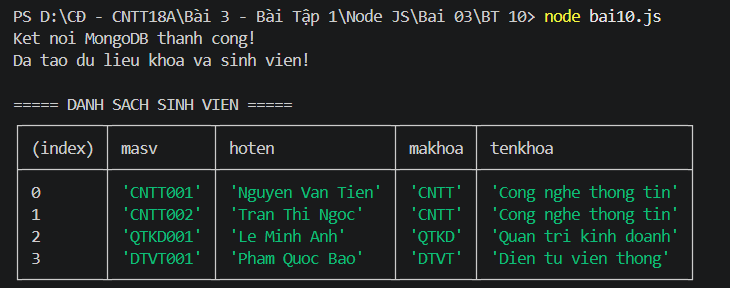 PS D:\CĐ - CNTT18A\Bài 3 - Bài Tập 1\Node JS\Bai 03\BT 10> node bai10.js
Ket noi MongoDB thanh cong!
Da tao du lieu khoa va sinh vien!
===== DANH SACH SINH VIEN =====
(index) masv hoten makhoa tenkhoa
0 'CNTT001' 'Nguyen Van Tien' 'CNTT' 'Cong nghe thong tin'
1 'CNTT002' 'Tran Thi Ngoc' 'CNTT' 'Cong nghe thong tin'
2 'QTKD001' 'Le Minh Anh' 'QTKD' 'Quan tri kinh doanh'
3 'DTVT001' 'Pham Quoc Bao' 'DTVT' 'Dien tu vien thong'